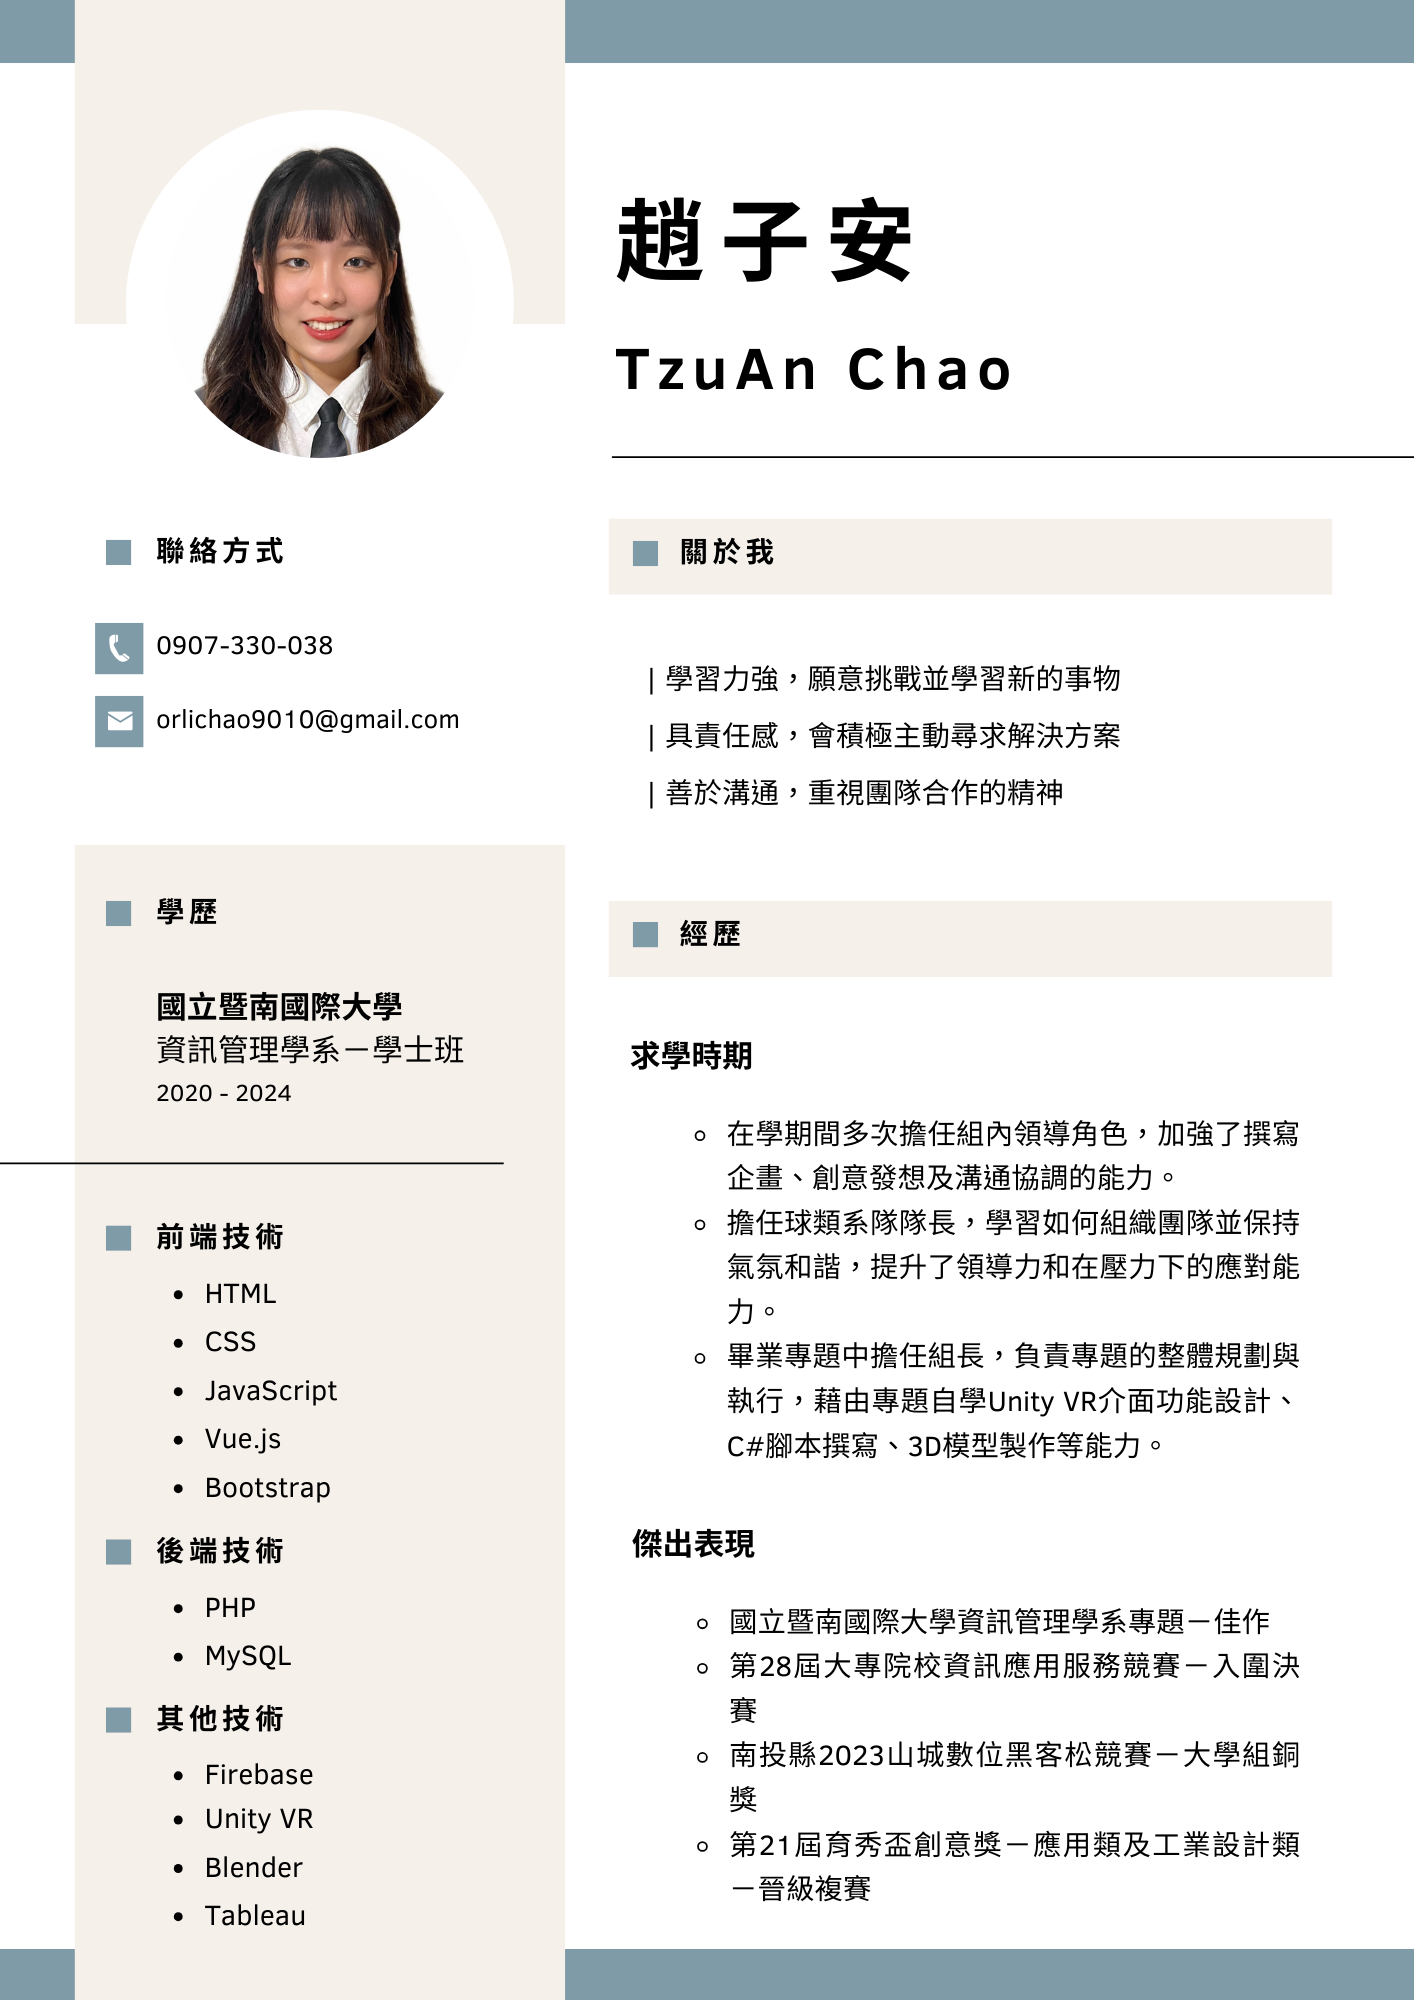 趙子安
TzuAn Chao
聯絡方式
0907-330-038
orlichao9010@gmail.com
學歷
國立暨南國際大學
資訊管理學系－學士班
2020 - 2024
前端技術
• HTML
• CSS
• JavaScript
• Vue.js
• Bootstrap
後端技術
• PHP
• MySQL
其他技術
• Firebase
• Unity VR
• Blender
• Tableau
關於我
| 學習力強，願意挑戰並學習新的事物
| 具責任感，會積極主動尋求解決方案
| 善於溝通，重視團隊合作的精神
經歷
求學時期
◦ 在學期間多次擔任組內領導角色，加強了撰寫
企畫、創意發想及溝通協調的能力。
◦ 擔任球類系隊隊長，學習如何組織團隊並保持
氣氛和諧，提升了領導力和在壓力下的應對能
力。
◦ 畢業專題中擔任組長，負責專題的整體規劃與
執行，藉由專題自學Unity VR介面功能設計、
C#腳本撰寫、3D模型製作等能力。
傑出表現
◦ 國立暨南國際大學資訊管理學系專題－佳作
◦ 第28屆大專院校資訊應用服務競賽－入圍決
賽
◦ 南投縣2023山城數位黑客松競賽－大學組銅
獎
◦ 第21屆育秀盃創意獎－應用類及工業設計類
－晉級複賽